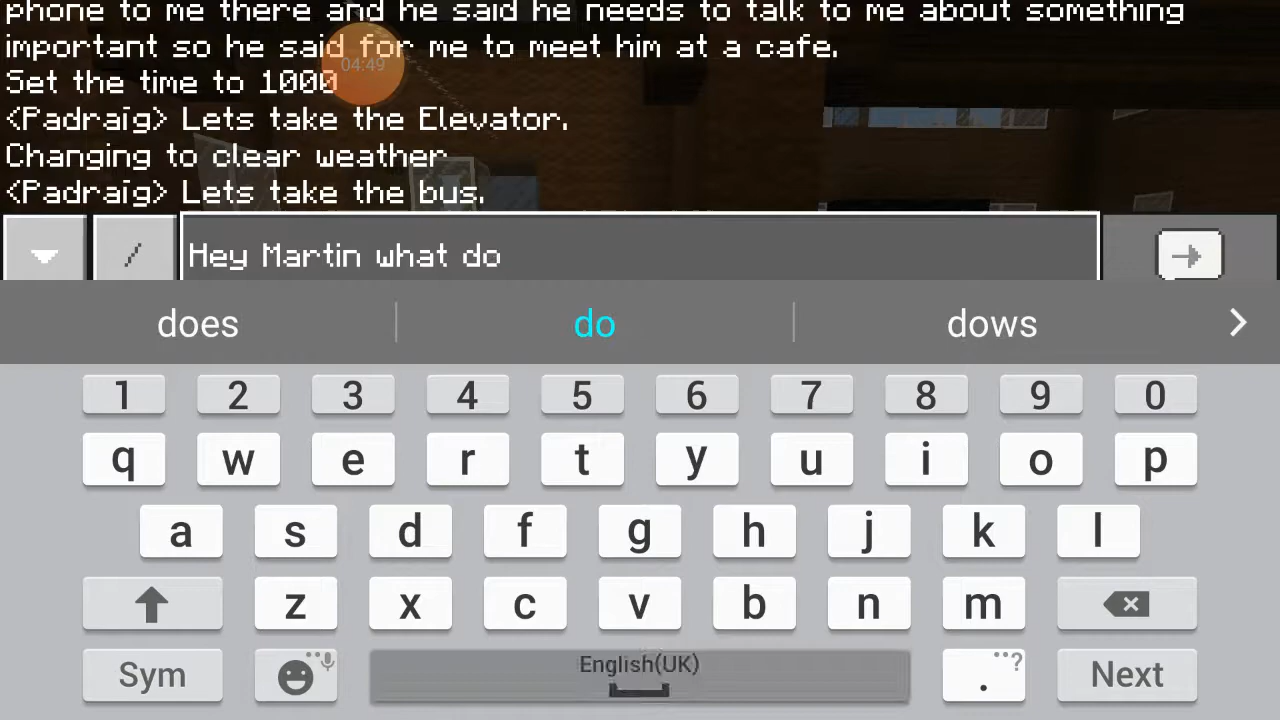 phone to me there and he said he needs to talk to me about something
important so he said for me to meet him at a cafe.
04:49
Set the time to 1000
<Padraig> Lets take the Elevator.
Changing to clear weather
<Padraig> Lets take the bus.
/ Hey Martin what do
does do dows
1 2 3 4 5 6 7 8 9 0
q w e r t y u i o p
a s d f g h j k l
z x c v b n m
Sym English(UK) . ? Next